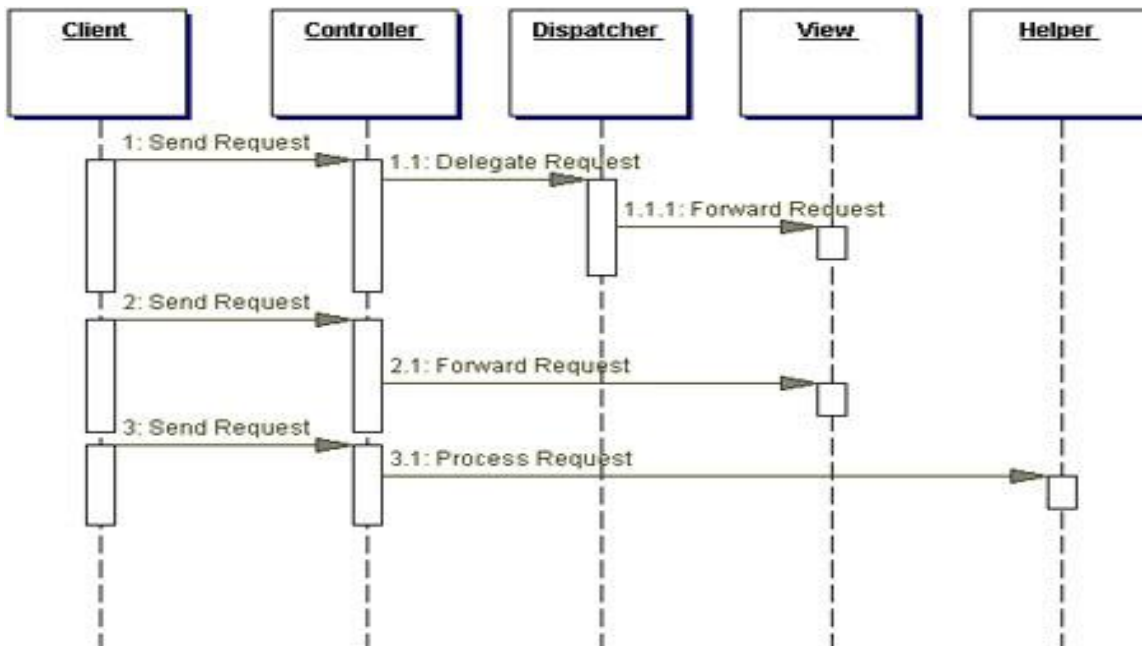 Client
Controller
Dispatcher
View
Helper
1: Send Request
1.1: Delegate Request
1.1.1: Forward Request
2: Send Request
2.1: Forward Request
3: Send Request
3.1: Process Request